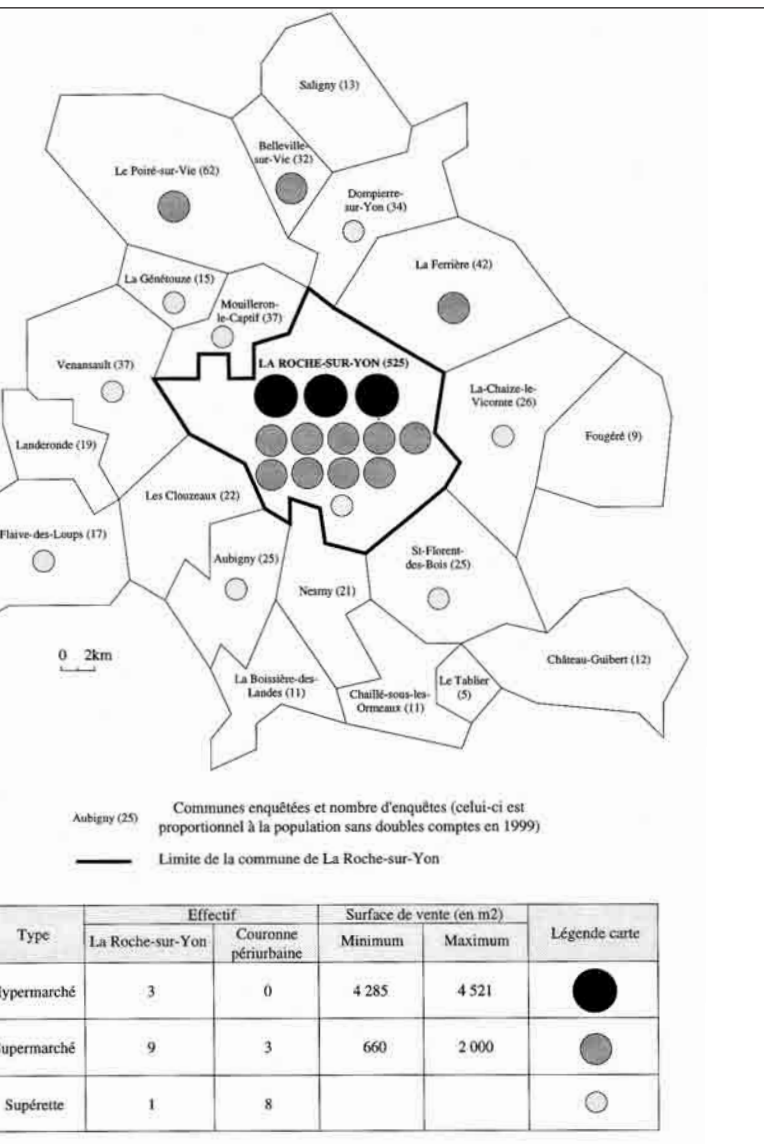 Saligny (13)
Belleville-
sur-Vie (32)
Le Poiré-sur-Vie (62)
Dompierre-
sur-Yon (34)
La Ferrière (42)
La Génétouze (15)
Mouilleron-
le-Captif (37)
Venansault (37)
LA ROCHE-SUR-YON (525)
La-Chaize-le-
Vicomte (26)
Fougéré (9)
Landeronde (19)
Les Clouzeaux (22)
Flaive-des-Loups (17)
Aubigny (25)
Nesmy (21)
St-Florent-
des-Bois (25)
0 2km
Château-Guibert (12)
La Boissière-des-
Landes (11)
Chaillé-sous-les-
Ormeaux (11)
Le Tablier
(5)
Aubigny (25)
Communes enquêtées et nombre d'enquêtes (celui-ci est
proportionnel à la population sans doubles comptes en 1999)
Limite de la commune de La Roche-sur-Yon
Type
Effectif
Surface de vente (en m2)
Légende carte
La Roche-sur-Yon
Couronne
périurbaine
Minimum
Maximum
ypermarché 3 0 4 285 4 521
upermarché 9 3 660 2 000
Supérette 1 8